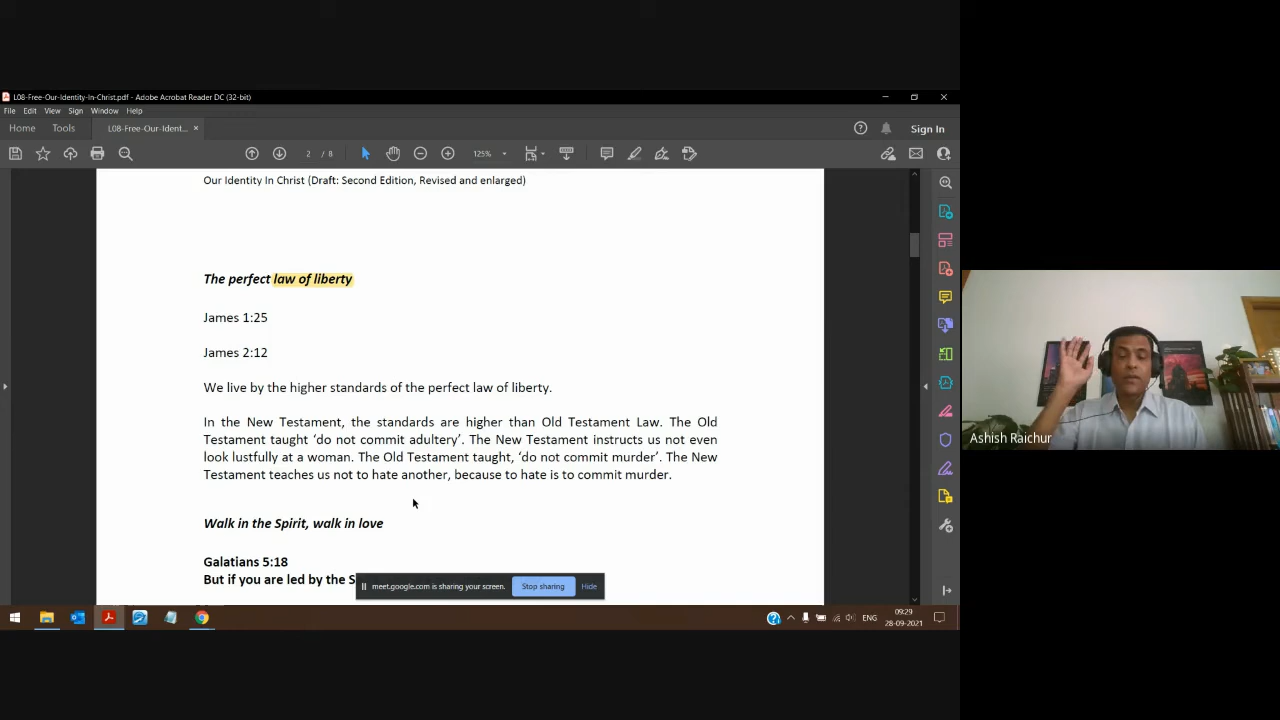 L08-Free-Our-Identity-In-Christ.pdf - Adobe Acrobat Reader DC (32-bit)
File Edit View Sign Window Help
Home Tools L08-Free-Our-Ident... × Sign In
2 / 8 125%
Our Identity In Christ (Draft: Second Edition, Revised and enlarged)
The perfect law of liberty
James 1:25
James 2:12
We live by the higher standards of the perfect law of liberty.
In the New Testament, the standards are higher than Old Testament Law. The Old
Testament taught ‘do not commit adultery’. The New Testament instructs us not even
look lustfully at a woman. The Old Testament taught, ‘do not commit murder’. The New
Testament teaches us not to hate another, because to hate is to commit murder.
Walk in the Spirit, walk in love
Galatians 5:18
But if you are led by the S
meet.google.com is sharing your screen. Stop sharing Hide
ENG
09:29
28-09-2021
Ashish Raichur